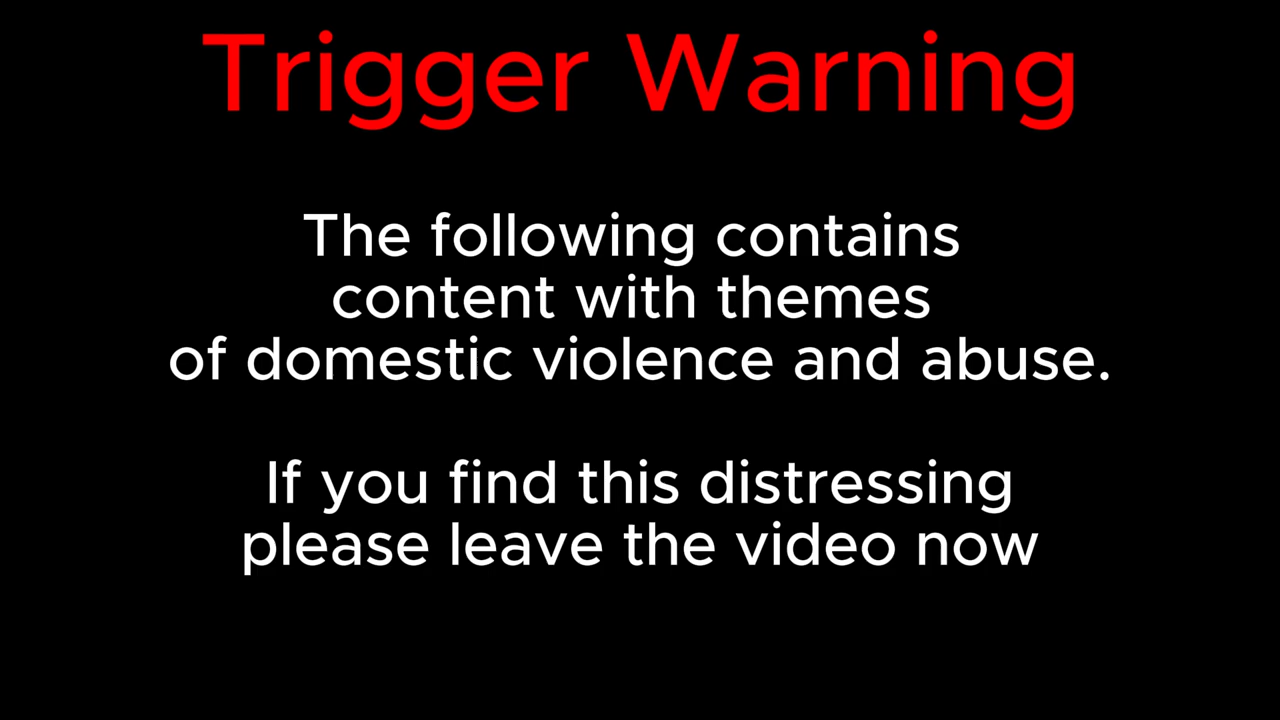 Trigger Warning
The following contains
content with themes
of domestic violence and abuse.
If you find this distressing
please leave the video now